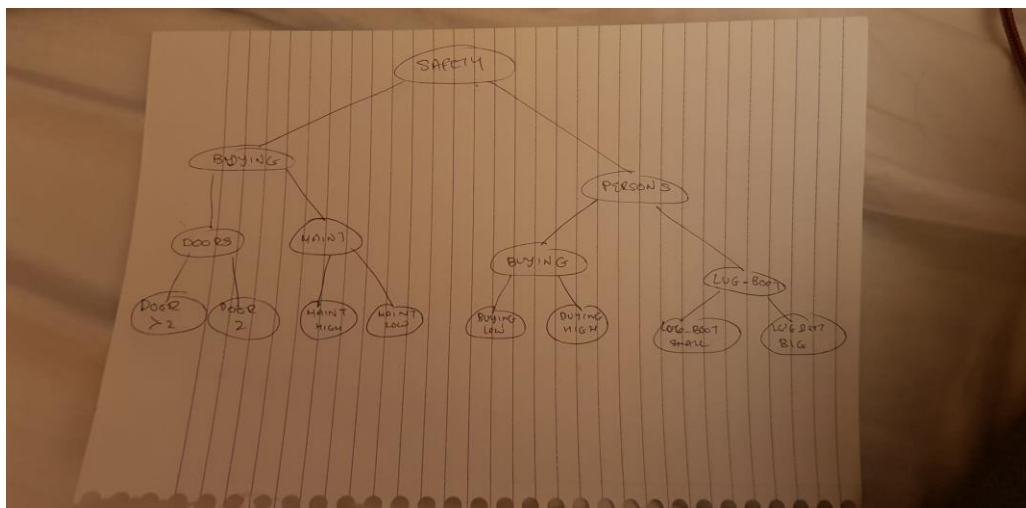 SAFETY
BUYING
PERSONS
DOORS
MAINT
BUYING
LUG-BOOT
DOOR
>2
DOOR
2
MAINT
HIGH
MAINT
LOW
BUYING
LOW
BUYING
HIGH
LUG-BOOT
SMALL
LUG BOOT
BIG